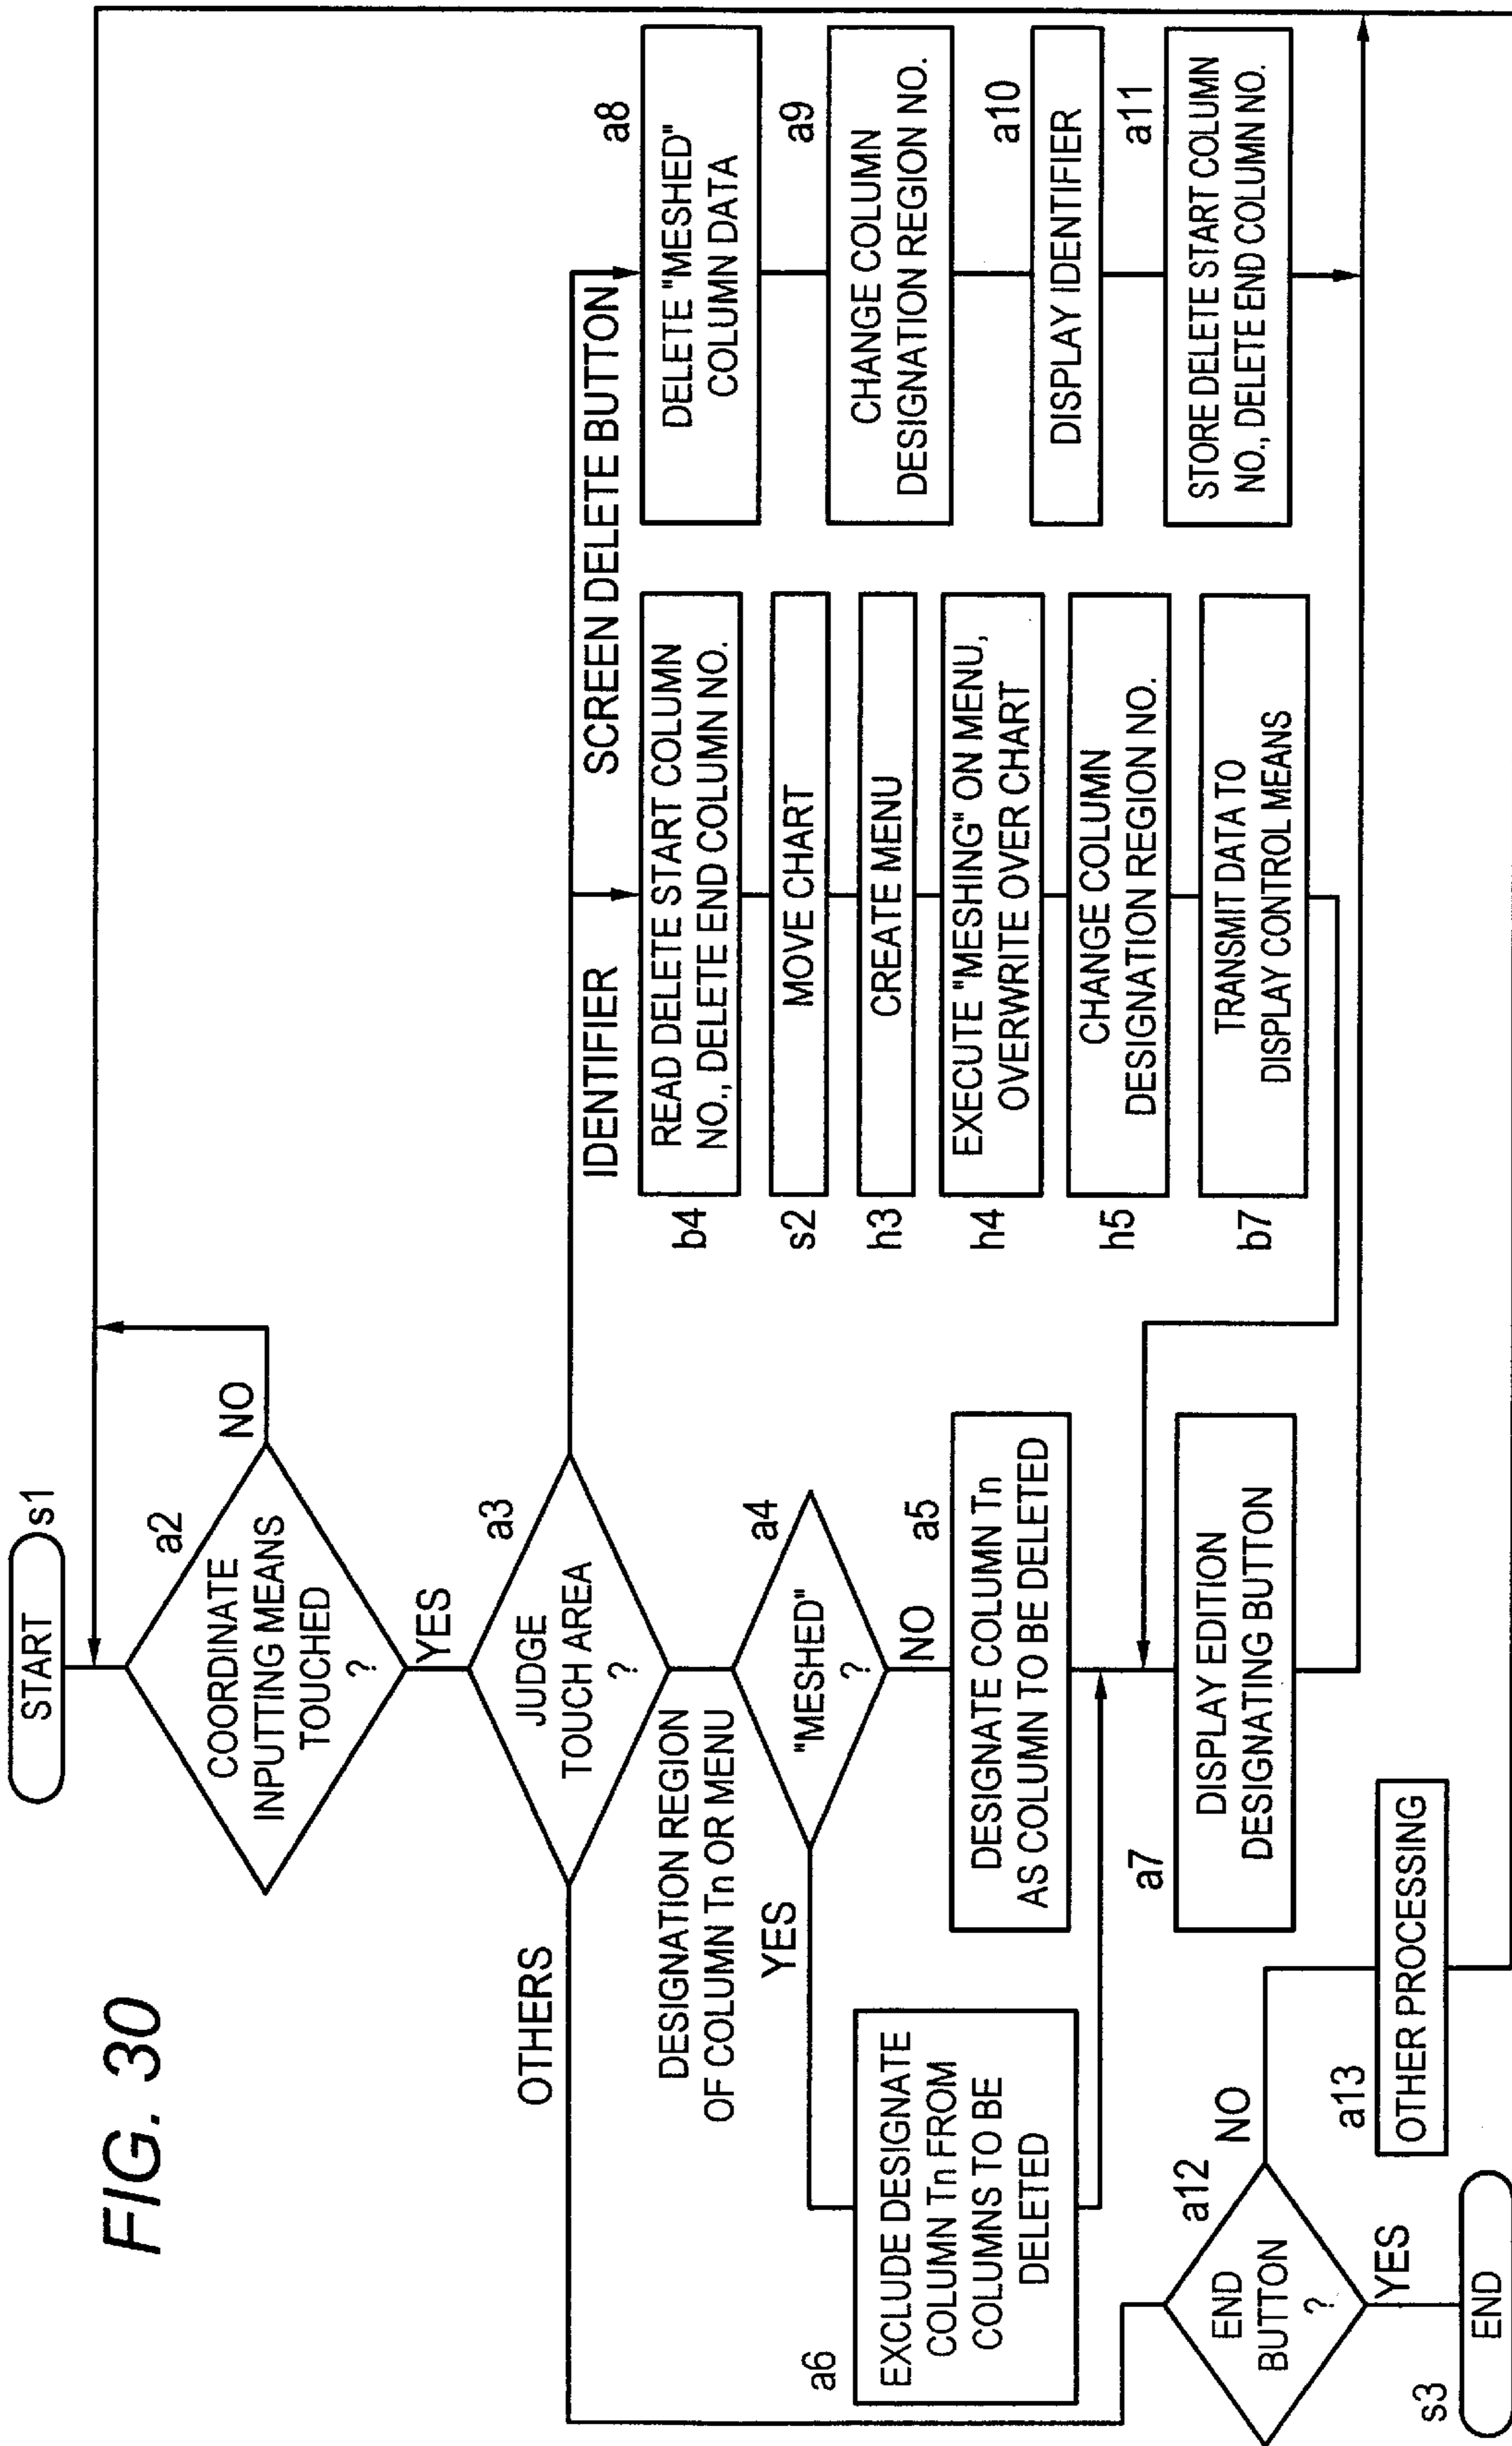 FIG. 30
START
s1
COORDINATE
INPUTTING MEANS
TOUCHED
?
a2
NO
YES
JUDGE
TOUCH AREA
?
a3
OTHERS
DESIGNATION REGION
OF COLUMN Tn OR MENU
IDENTIFIER
SCREEN DELETE BUTTON
"MESHED"
?
a4
YES
NO
DESIGNATE COLUMN Tn
AS COLUMN TO BE DELETED
a5
EXCLUDE DESIGNATE
COLUMN Tn FROM
COLUMNS TO BE
DELETED
a6
DISPLAY EDITION
DESIGNATING BUTTON
a7
READ DELETE START COLUMN
NO., DELETE END COLUMN NO.
b4
MOVE CHART
s2
CREATE MENU
h3
EXECUTE "MESHING" ON MENU,
OVERWRITE OVER CHART
h4
CHANGE COLUMN
DESIGNATION REGION NO.
h5
TRANSMIT DATA TO
DISPLAY CONTROL MEANS
b7
DELETE "MESHED"
COLUMN DATA
a8
CHANGE COLUMN
DESIGNATION REGION NO.
a9
DISPLAY IDENTIFIER
a10
STORE DELETE START COLUMN
NO., DELETE END COLUMN NO.
a11
END
BUTTON
?
a12
NO
YES
OTHER PROCESSING
a13
END
s3